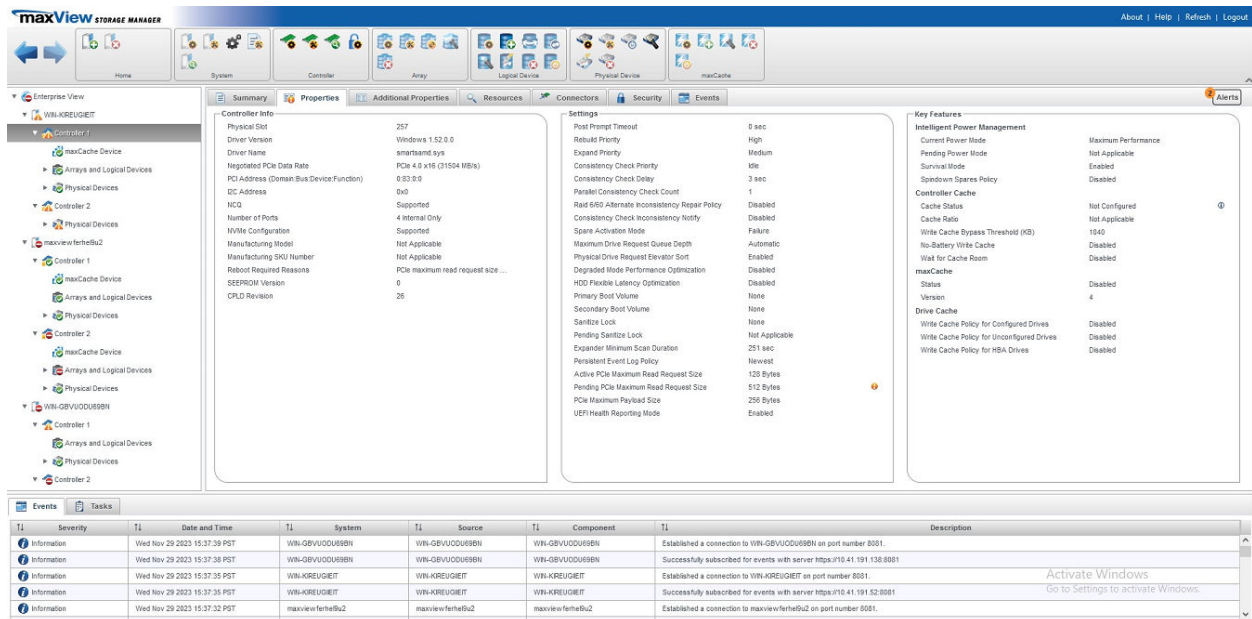 maxView STORAGE MANAGER
About | Help | Refresh | Logout
Home
System
Controller
Array
Logical Device
Physical Device
maxCache
Enterprise View
WIN-KIREUGIEIT
Controller 1
maxCache Device
Arrays and Logical Devices
Physical Devices
Controller 2
Physical Devices
maxviewferhel9u2
Controller 1
maxCache Device
Arrays and Logical Devices
Physical Devices
Controller 2
maxCache Device
Arrays and Logical Devices
Physical Devices
WIN-GBVUODU69BN
Controller 1
Arrays and Logical Devices
Physical Devices
Controller 2
Summary Properties Additional Properties Resources Connectors Security Events
2 Alerts
Controller Info
Physical Slot 257
Driver Version Windows 1.52.0.0
Driver Name smartsamd.sys
Negotiated PCIe Data Rate PCIe 4.0 x16 (31504 MB/s)
PCI Address (Domain:Bus:Device:Function) 0:83:0:0
I2C Address 0x0
NCQ Supported
Number of Ports 4 Internal Only
NVMe Configuration Supported
Manufacturing Model Not Applicable
Manufacturing SKU Number Not Applicable
Reboot Required Reasons PCIe maximum read request size ...
SEEPROM Version 0
CPLD Revision 26
Settings
Post Prompt Timeout 0 sec
Rebuild Priority High
Expand Priority Medium
Consistency Check Priority Idle
Consistency Check Delay 3 sec
Parallel Consistency Check Count 1
Raid 6/60 Alternate Inconsistency Repair Policy Disabled
Consistency Check Inconsistency Notify Disabled
Spare Activation Mode Failure
Maximum Drive Request Queue Depth Automatic
Physical Drive Request Elevator Sort Enabled
Degraded Mode Performance Optimization Disabled
HDD Flexible Latency Optimization Disabled
Primary Boot Volume None
Secondary Boot Volume None
Sanitize Lock None
Pending Sanitize Lock Not Applicable
Expander Minimum Scan Duration 251 sec
Persistent Event Log Policy Newest
Active PCIe Maximum Read Request Size 128 Bytes
Pending PCIe Maximum Read Request Size 512 Bytes
PCIe Maximum Payload Size 256 Bytes
UEFI Health Reporting Mode Enabled
Key Features
Intelligent Power Management
Current Power Mode Maximum Performance
Pending Power Mode Not Applicable
Survival Mode Enabled
Spindown Spares Policy Disabled
Controller Cache
Cache Status Not Configured
Cache Ratio Not Applicable
Write Cache Bypass Threshold (KB) 1040
No-Battery Write Cache Disabled
Wait for Cache Room Disabled
maxCache
Status Disabled
Version 4
Drive Cache
Write Cache Policy for Configured Drives Disabled
Write Cache Policy for Unconfigured Drives Disabled
Write Cache Policy for HBA Drives Disabled
Events Tasks
Severity Date and Time System Source Component Description
Information Wed Nov 29 2023 15:37:39 PST WIN-GBVUODU69BN WIN-GBVUODU69BN WIN-GBVUODU69BN Established a connection to WIN-GBVUODU69BN on port number 8081.
Information Wed Nov 29 2023 15:37:38 PST WIN-GBVUODU69BN WIN-GBVUODU69BN WIN-GBVUODU69BN Successfully subscribed for events with server https://10.41.191.138:8081
Information Wed Nov 29 2023 15:37:35 PST WIN-KIREUGIEIT WIN-KIREUGIEIT WIN-KIREUGIEIT Established a connection to WIN-KIREUGIEIT on port number 8081.
Information Wed Nov 29 2023 15:37:35 PST WIN-KIREUGIEIT WIN-KIREUGIEIT WIN-KIREUGIEIT Successfully subscribed for events with server https://10.41.191.52:8081
Information Wed Nov 29 2023 15:37:32 PST maxviewferhel9u2 maxviewferhel9u2 maxviewferhel9u2 Established a connection to maxviewferhel9u2 on port number 8081.
Activate Windows
Go to Settings to activate Windows.